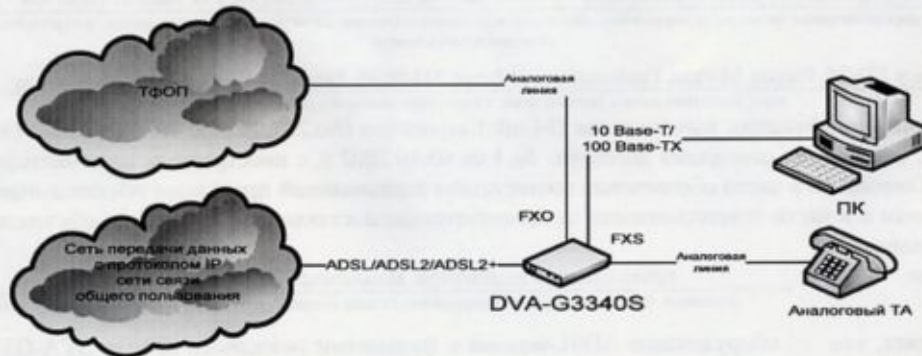 ТфОП
Аналоговая
линия
10 Base-T/
100 Base-TX
ПК
FXO
FXS
Сеть передачи данных
с протоколом IP
сети связи
общего пользования
ADSL/ADSL2/ADSL2+
Аналоговая
линия
DVA-G3340S
Аналоговый ТА